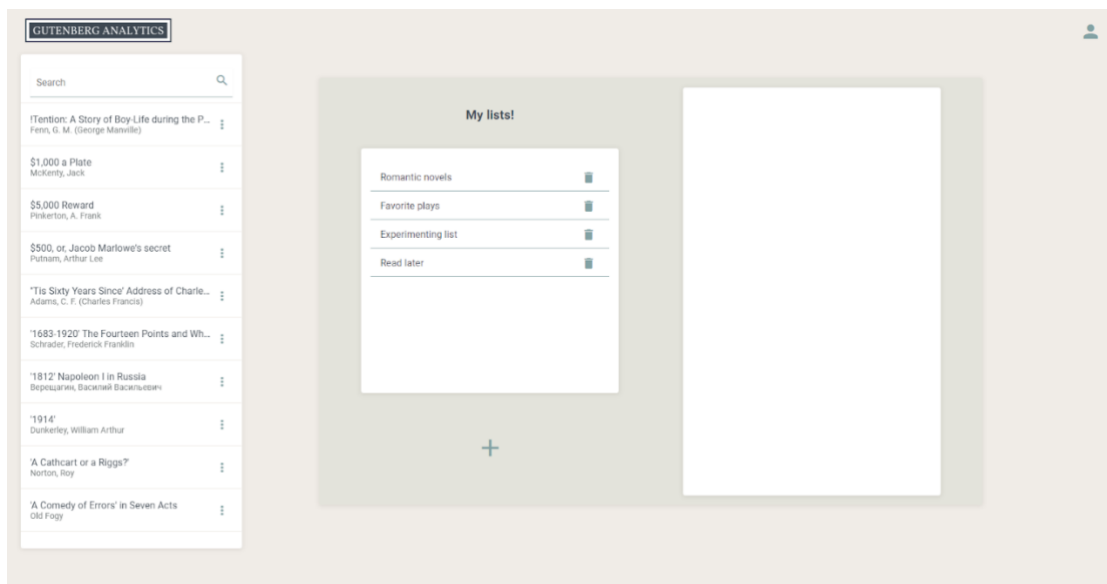 GUTENBERG ANALYTICS
Search
!Tention: A Story of Boy-Life during the P...
Fenn, G. M. (George Manville)
$1,000 a Plate
McKenty, Jack
$5,000 Reward
Pinkerton, A. Frank
$500, or, Jacob Marlowe's secret
Putnam, Arthur Lee
"Tis Sixty Years Since' Address of Charle...
Adams, C. F. (Charles Francis)
'1683-1920' The Fourteen Points and Wh...
Schrader, Frederick Franklin
'1812' Napoleon I in Russia
Верещагин, Василий Васильевич
'1914'
Dunkerley, William Arthur
'A Cathcart or a Riggs?'
Norton, Roy
'A Comedy of Errors' in Seven Acts
Old Fogy
My lists!
Romantic novels
Favorite plays
Experimenting list
Read later